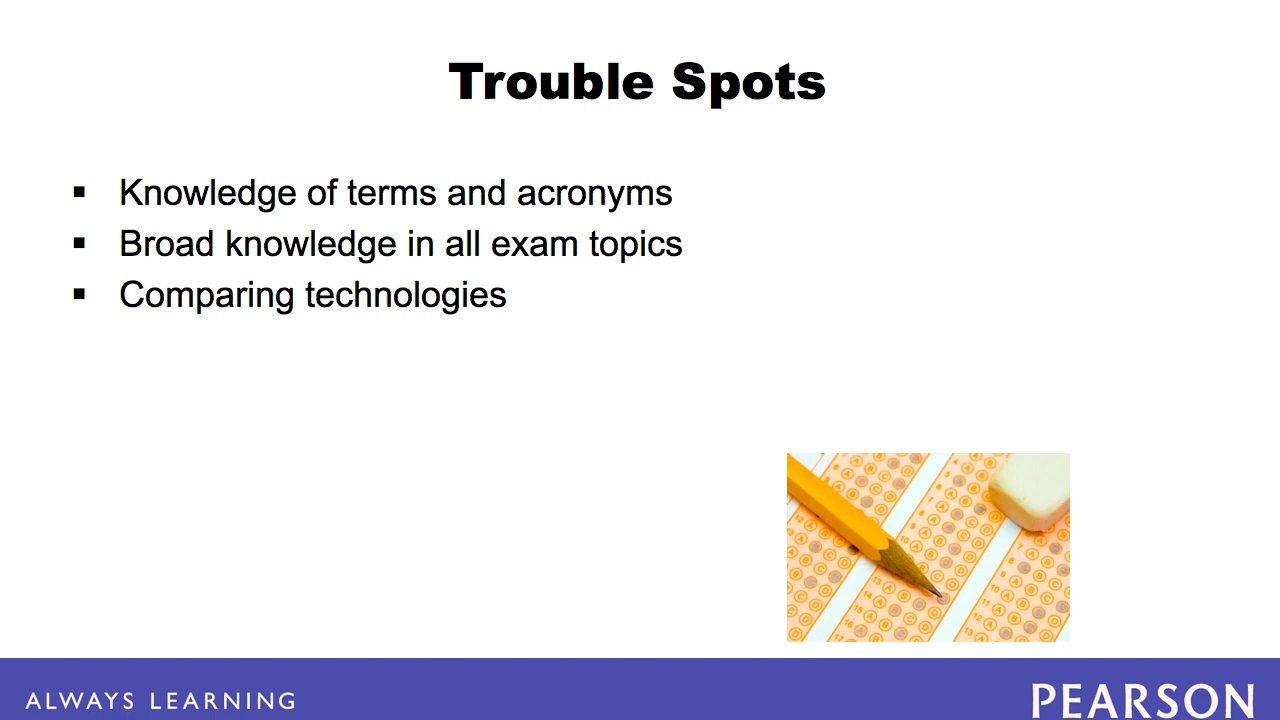 Trouble Spots
▪ Knowledge of terms and acronyms
▪ Broad knowledge in all exam topics
▪ Comparing technologies
ALWAYS LEARNING
PEARSON